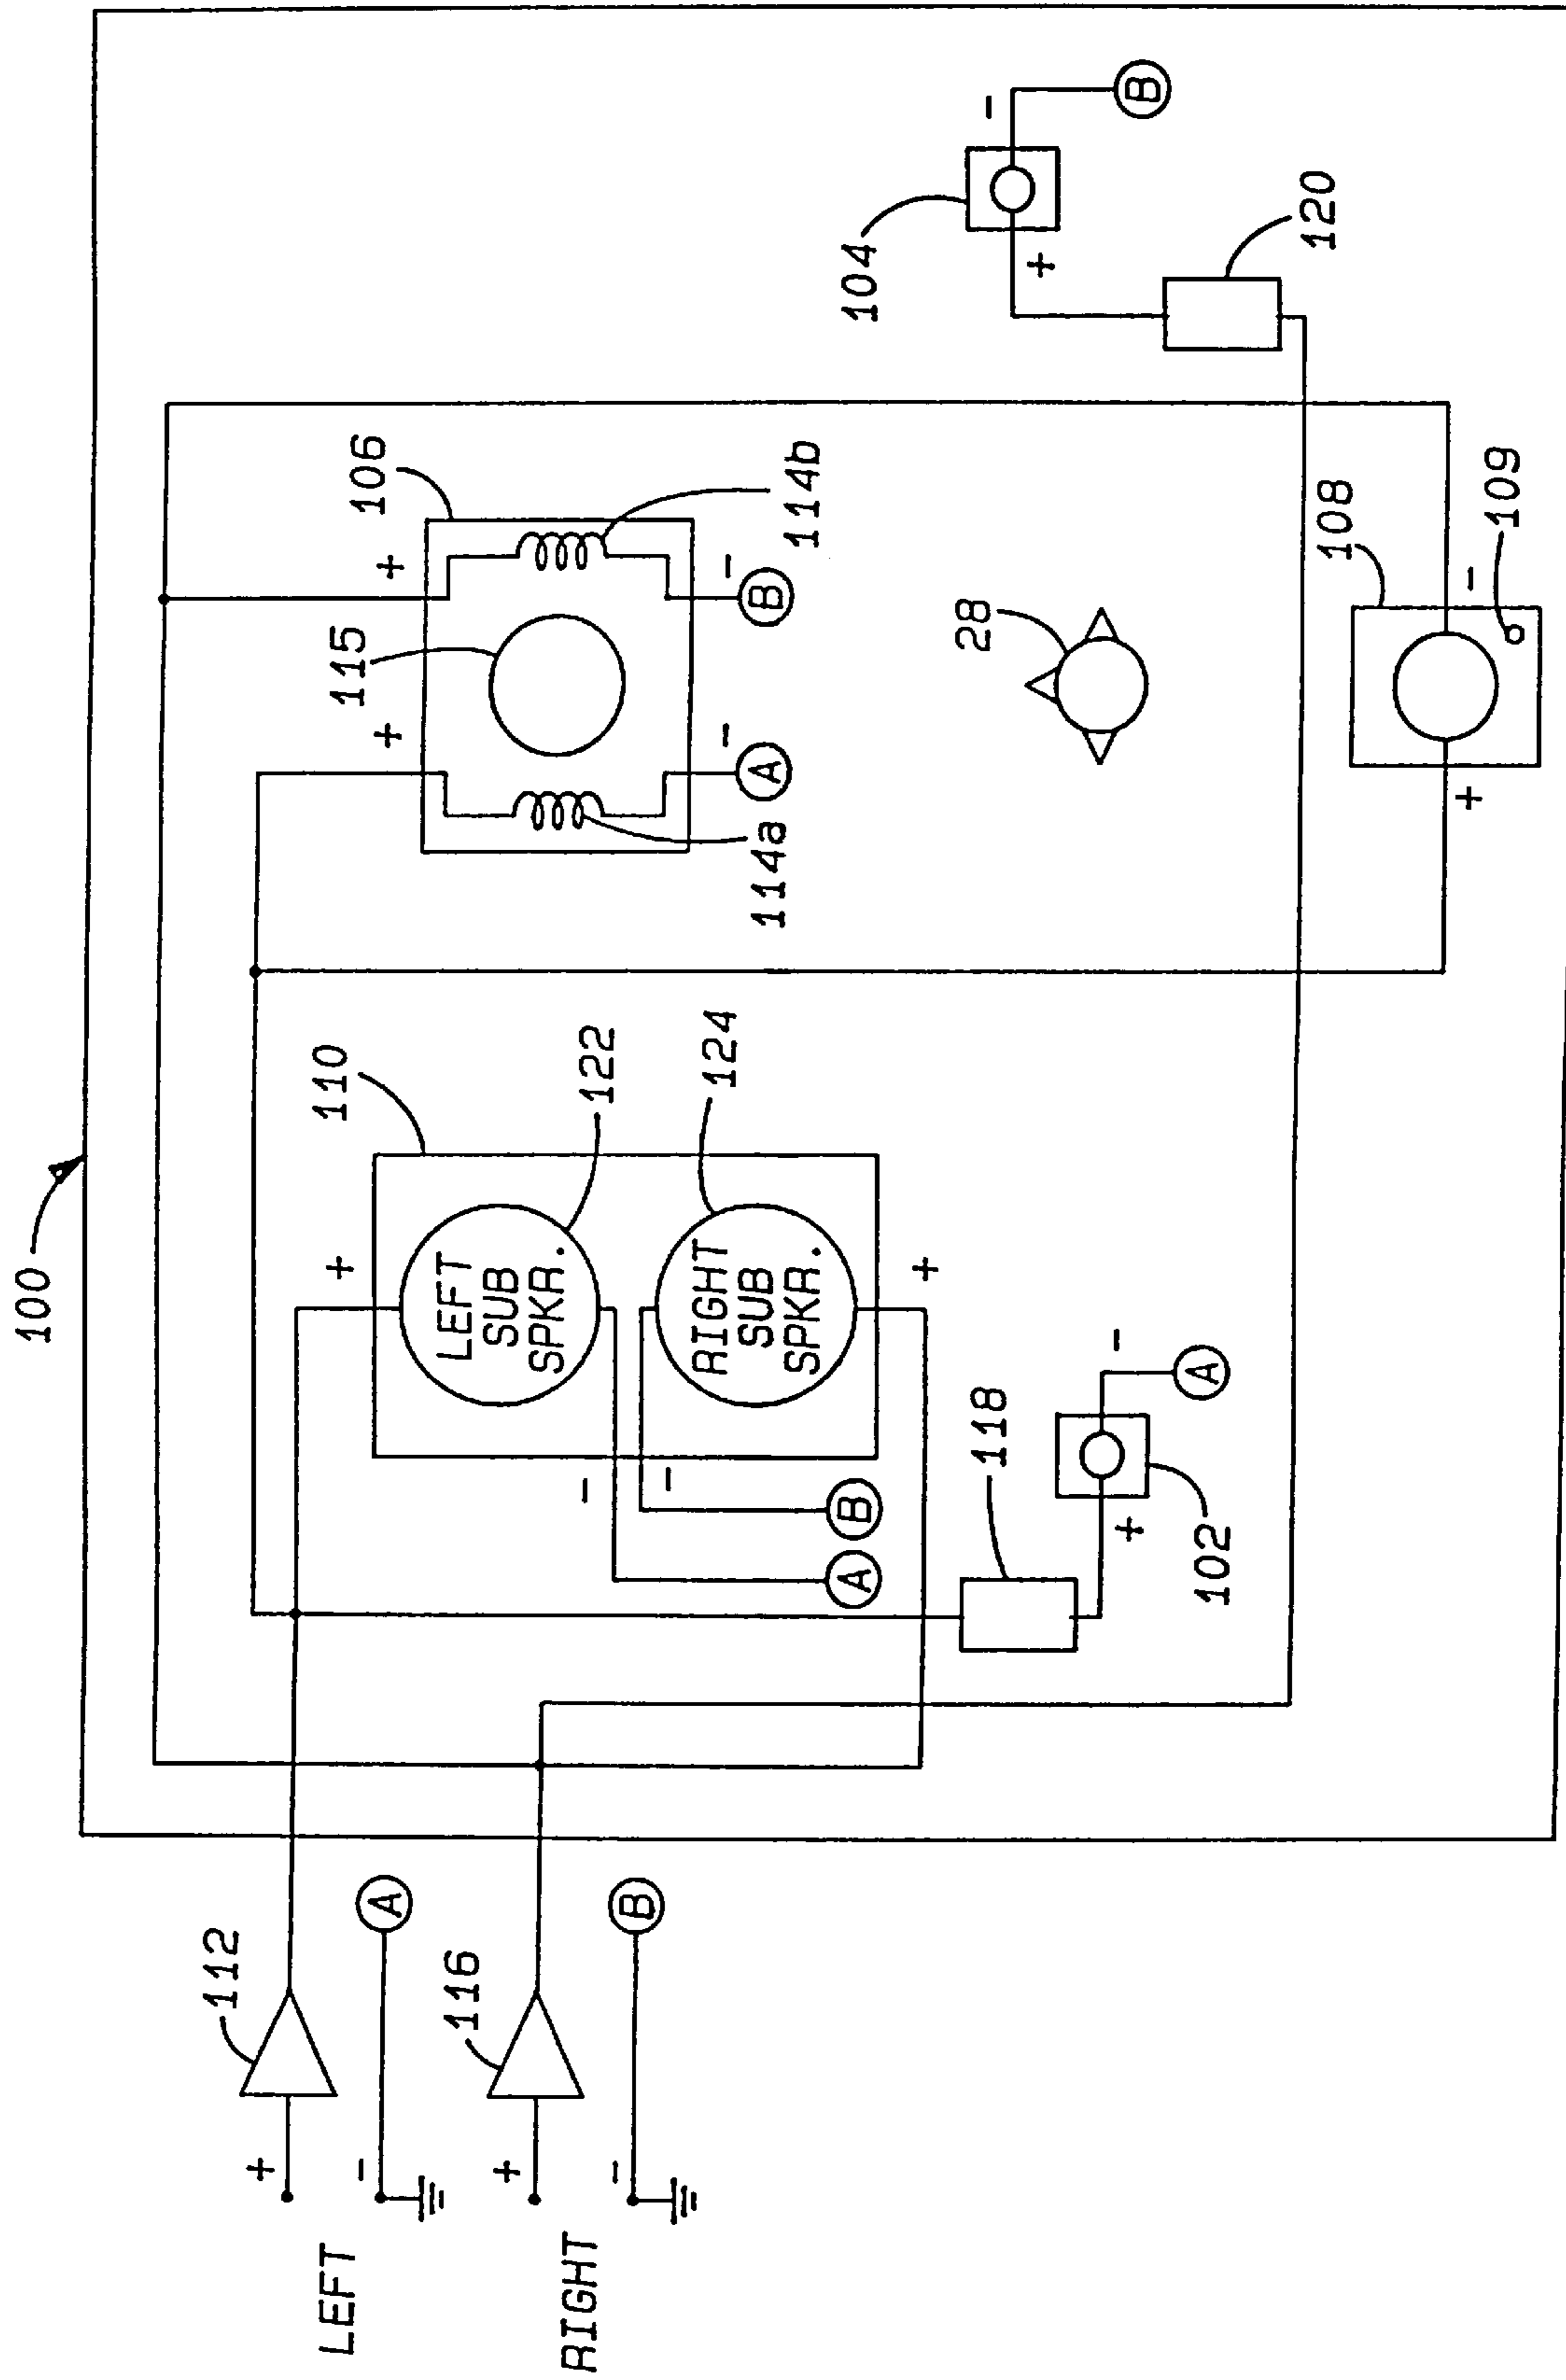 100
110
106
115
+
+
114b
114a
-
A
-
B
104
-
+
B
120
112
+
LEFT
-
A
116
+
RIGHT
-
B
+
LEFT
SUB
SPKR.
122
RIGHT
SUB
SPKR.
124
+
-
-
A
B
118
+
-
A
102
28
108
+
-
109